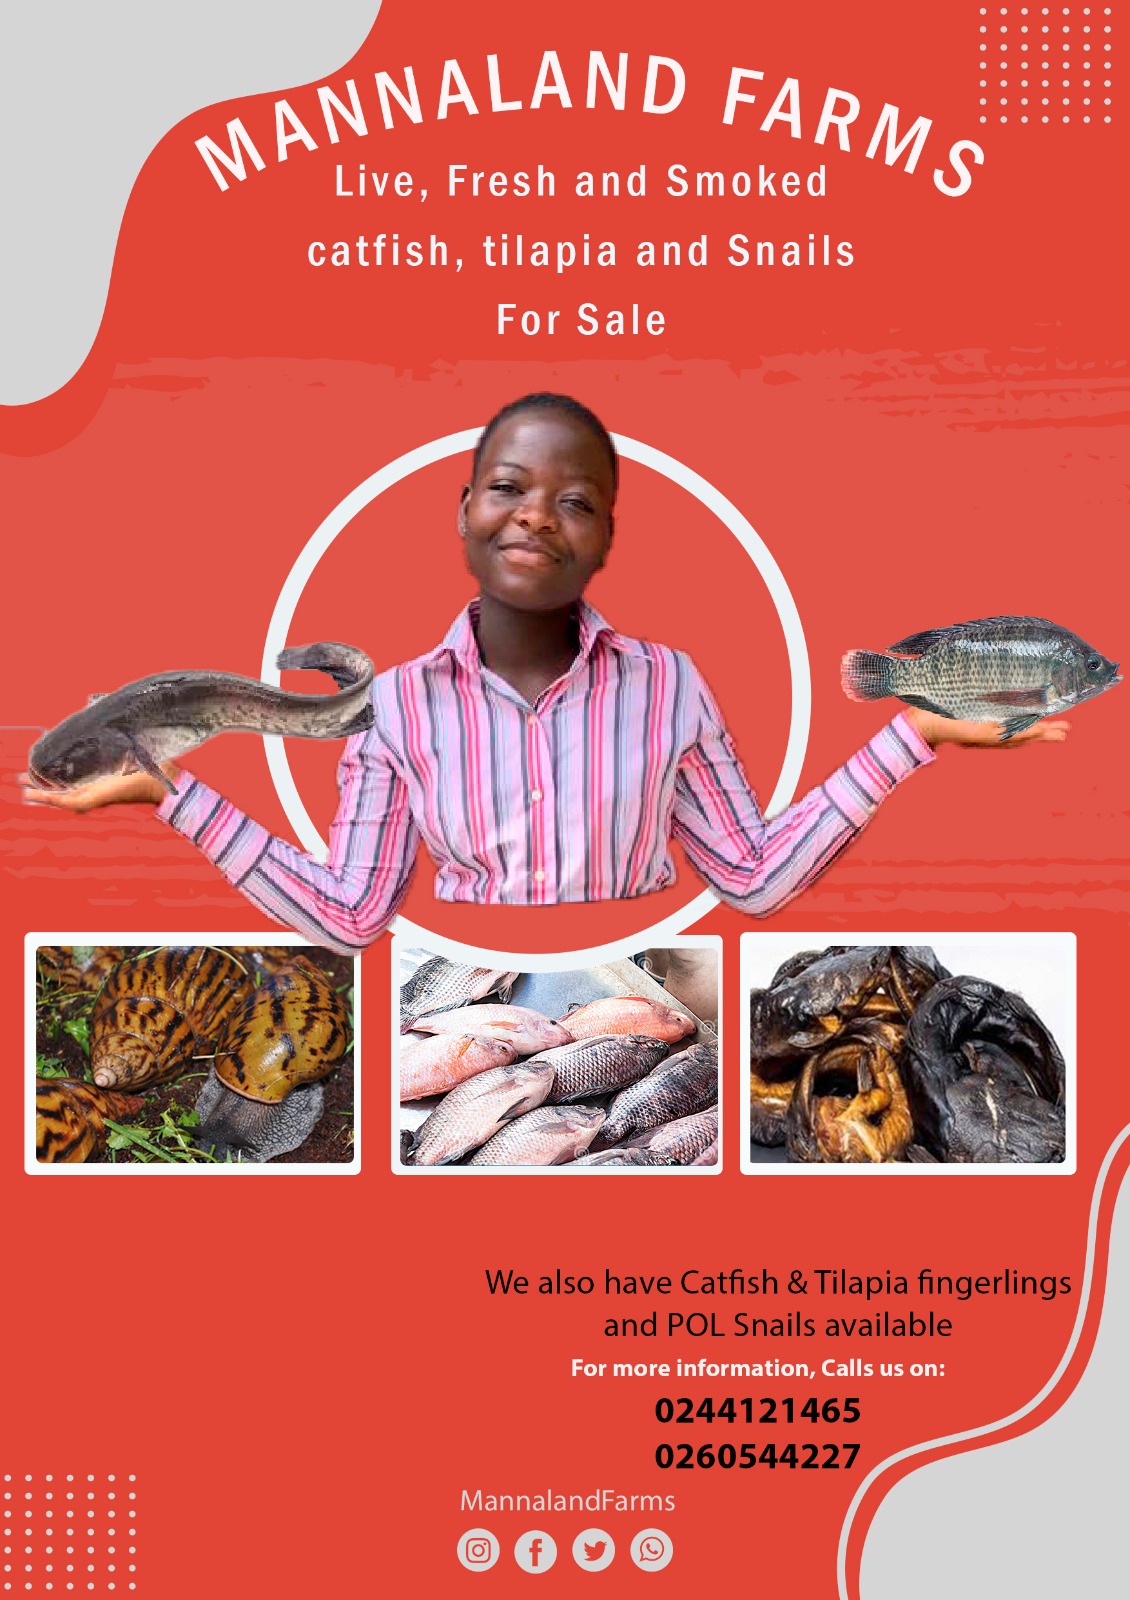 MANNALAND FARMS
Live, Fresh and Smoked
catfish, tilapia and Snails
For Sale
We also have Catfish & Tilapia fingerlings
and POL Snails available
For more information, Calls us on:
0244121465
0260544227
MannalandFarms